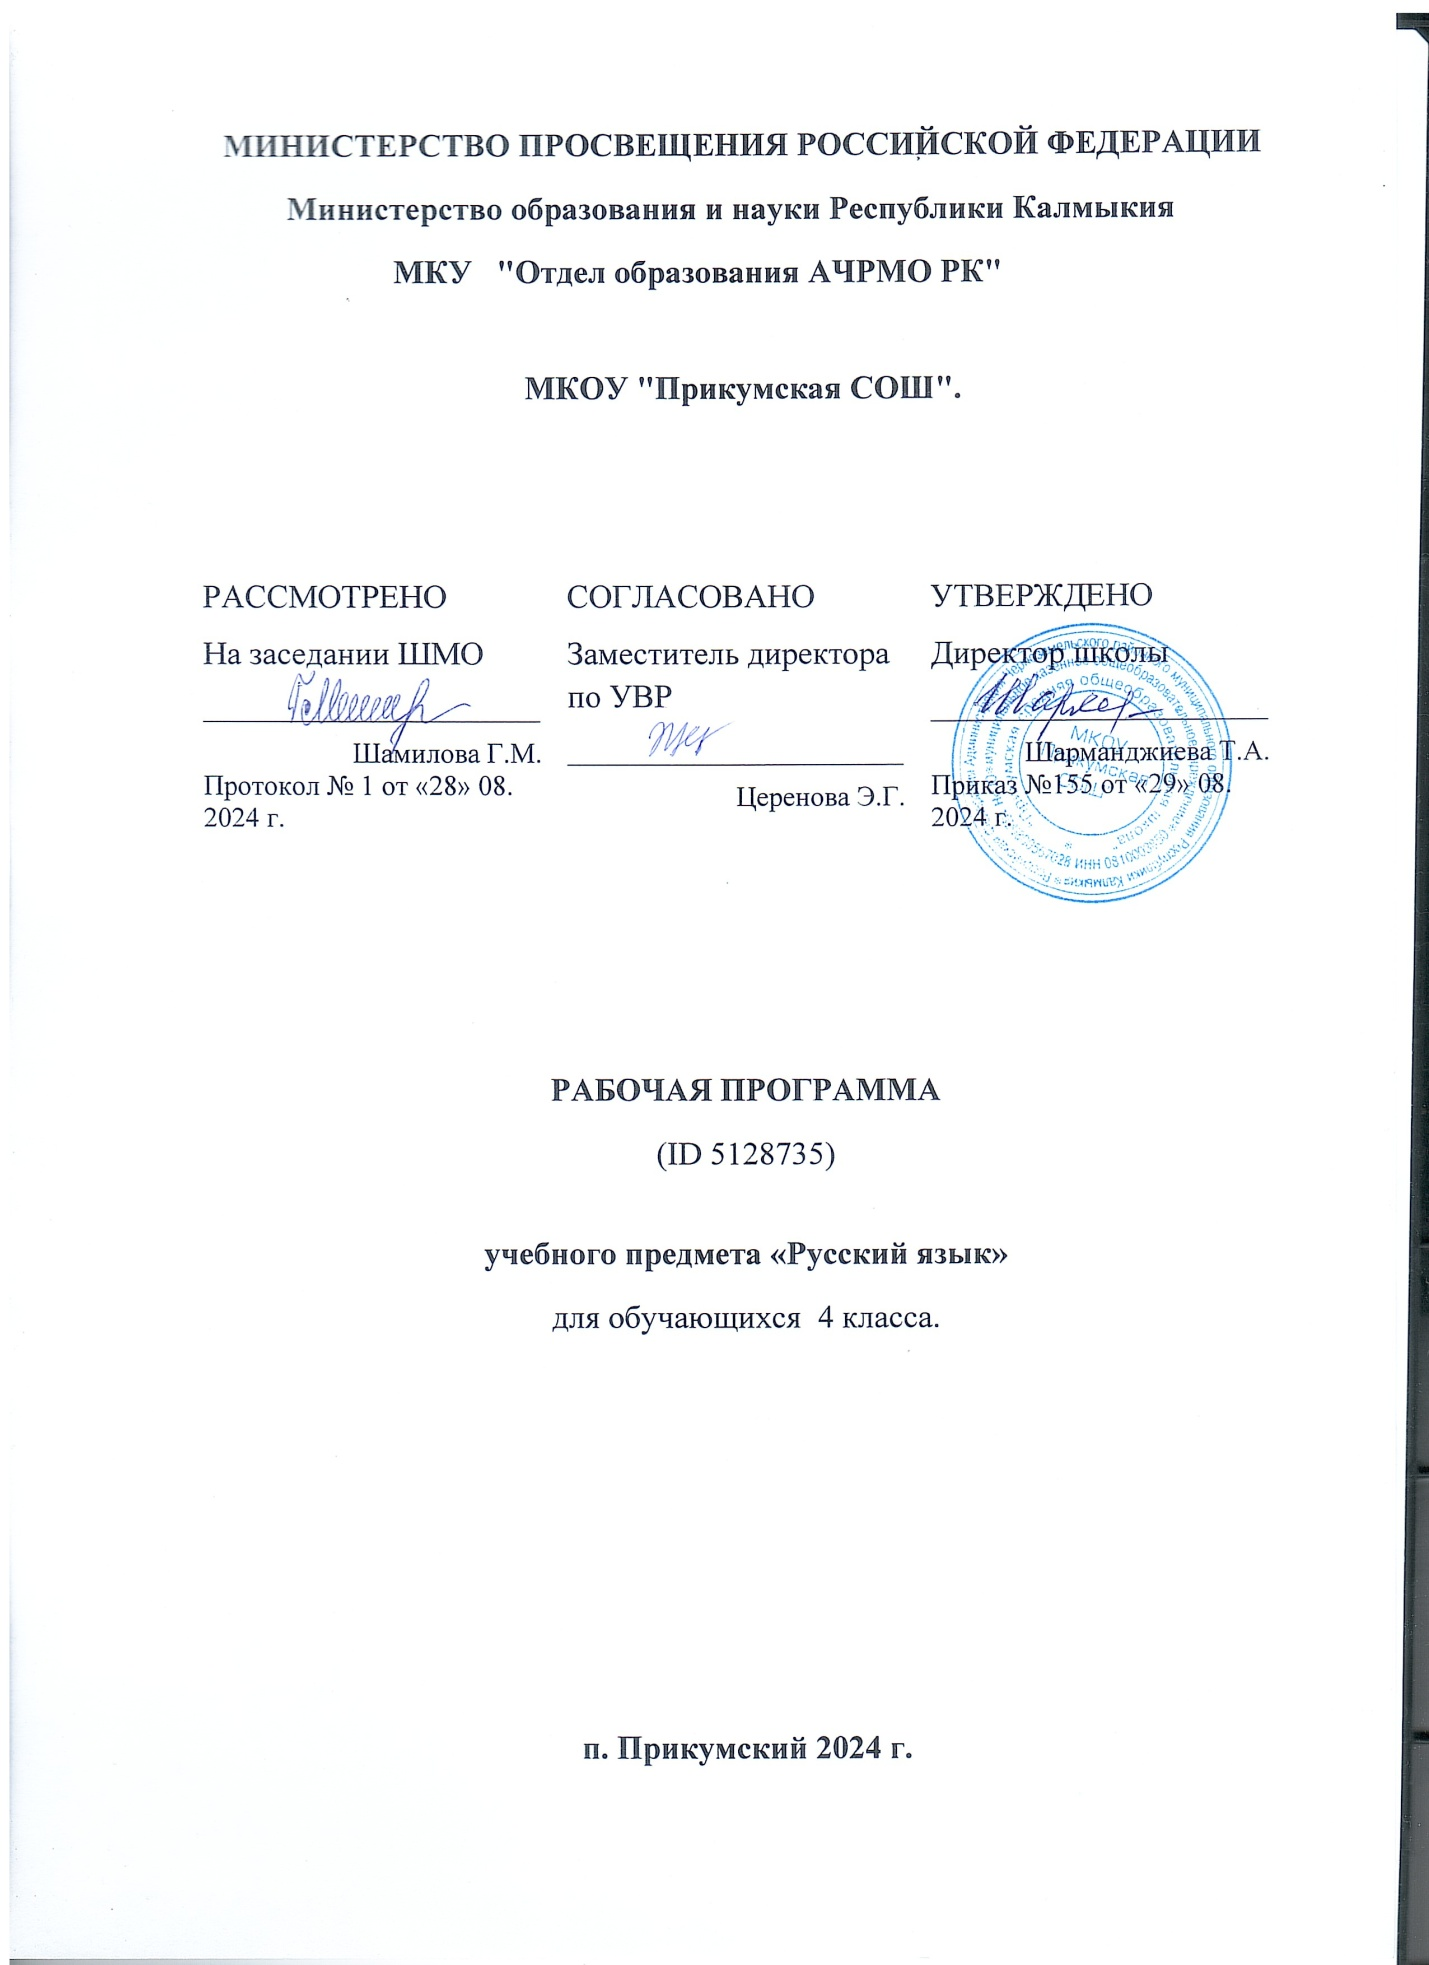 МИНИСТЕРСТВО ПРОСВЕЩЕНИЯ РОССИЙСКОЙ ФЕДЕРАЦИИ
Министерство образования и науки Республики Калмыкия
МКУ "Отдел образования АЧРМО РК"
МКОУ "Прикумская СОШ".
РАССМОТРЕНО
На заседании ШМО
Шамилова Г.М.
Протокол № 1 от «28» 08.
2024 г.
СОГЛАСОВАНО
Заместитель директора
по УВР
Церенова Э.Г.
УТВЕРЖДЕНО
Директор школы
Шарманджиева Т.А.
Приказ №155 от «29» 08.
2024 г.
МКОУ
Прикумская
СОШ
РАБОЧАЯ ПРОГРАММА
(ID 5128735)
учебного предмета «Русский язык»
для обучающихся 4 класса.
п. Прикумский 2024 г.